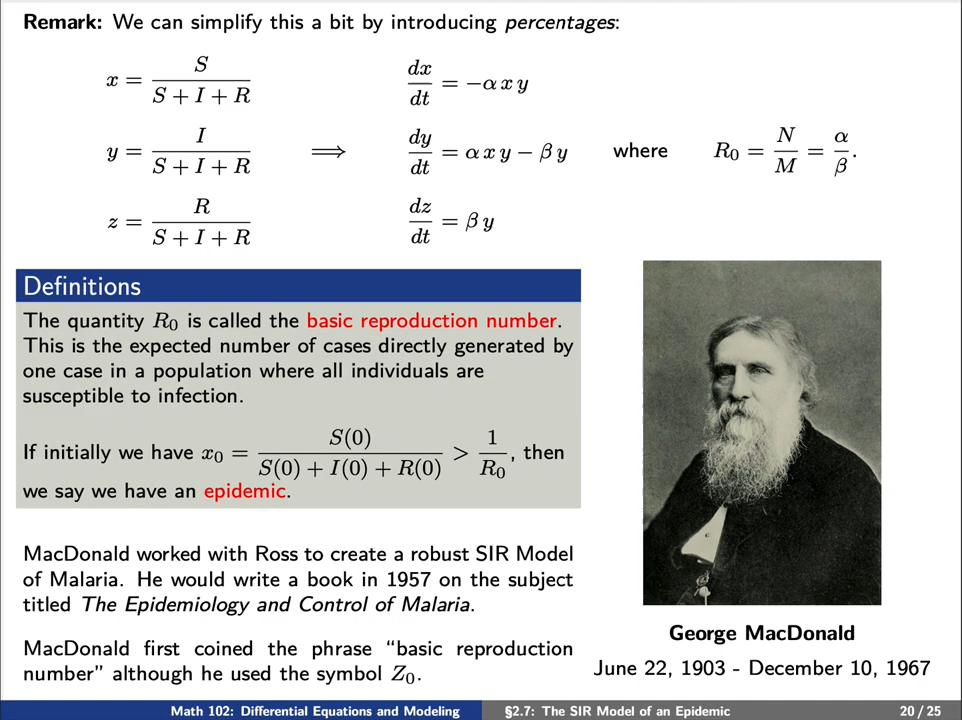 Remark: We can simplify this a bit by introducing percentages:
x = S / (S + I + R)
dx/dt = −α x y
y = I / (S + I + R) ⟹ dy/dt = α x y − β y where R₀ = N/M = α/β.
z = R / (S + I + R)
dz/dt = β y
Definitions
The quantity R₀ is called the basic reproduction number.
This is the expected number of cases directly generated by
one case in a population where all individuals are
susceptible to infection.
If initially we have x₀ = S(0) / (S(0) + I(0) + R(0)) > 1/R₀, then
we say we have an epidemic.
MacDonald worked with Ross to create a robust SIR Model
of Malaria. He would write a book in 1957 on the subject
titled The Epidemiology and Control of Malaria.
MacDonald first coined the phrase “basic reproduction
number” although he used the symbol Z₀.
George MacDonald
June 22, 1903 - December 10, 1967
Math 102: Differential Equations and Modeling §2.7: The SIR Model of an Epidemic 20 / 25